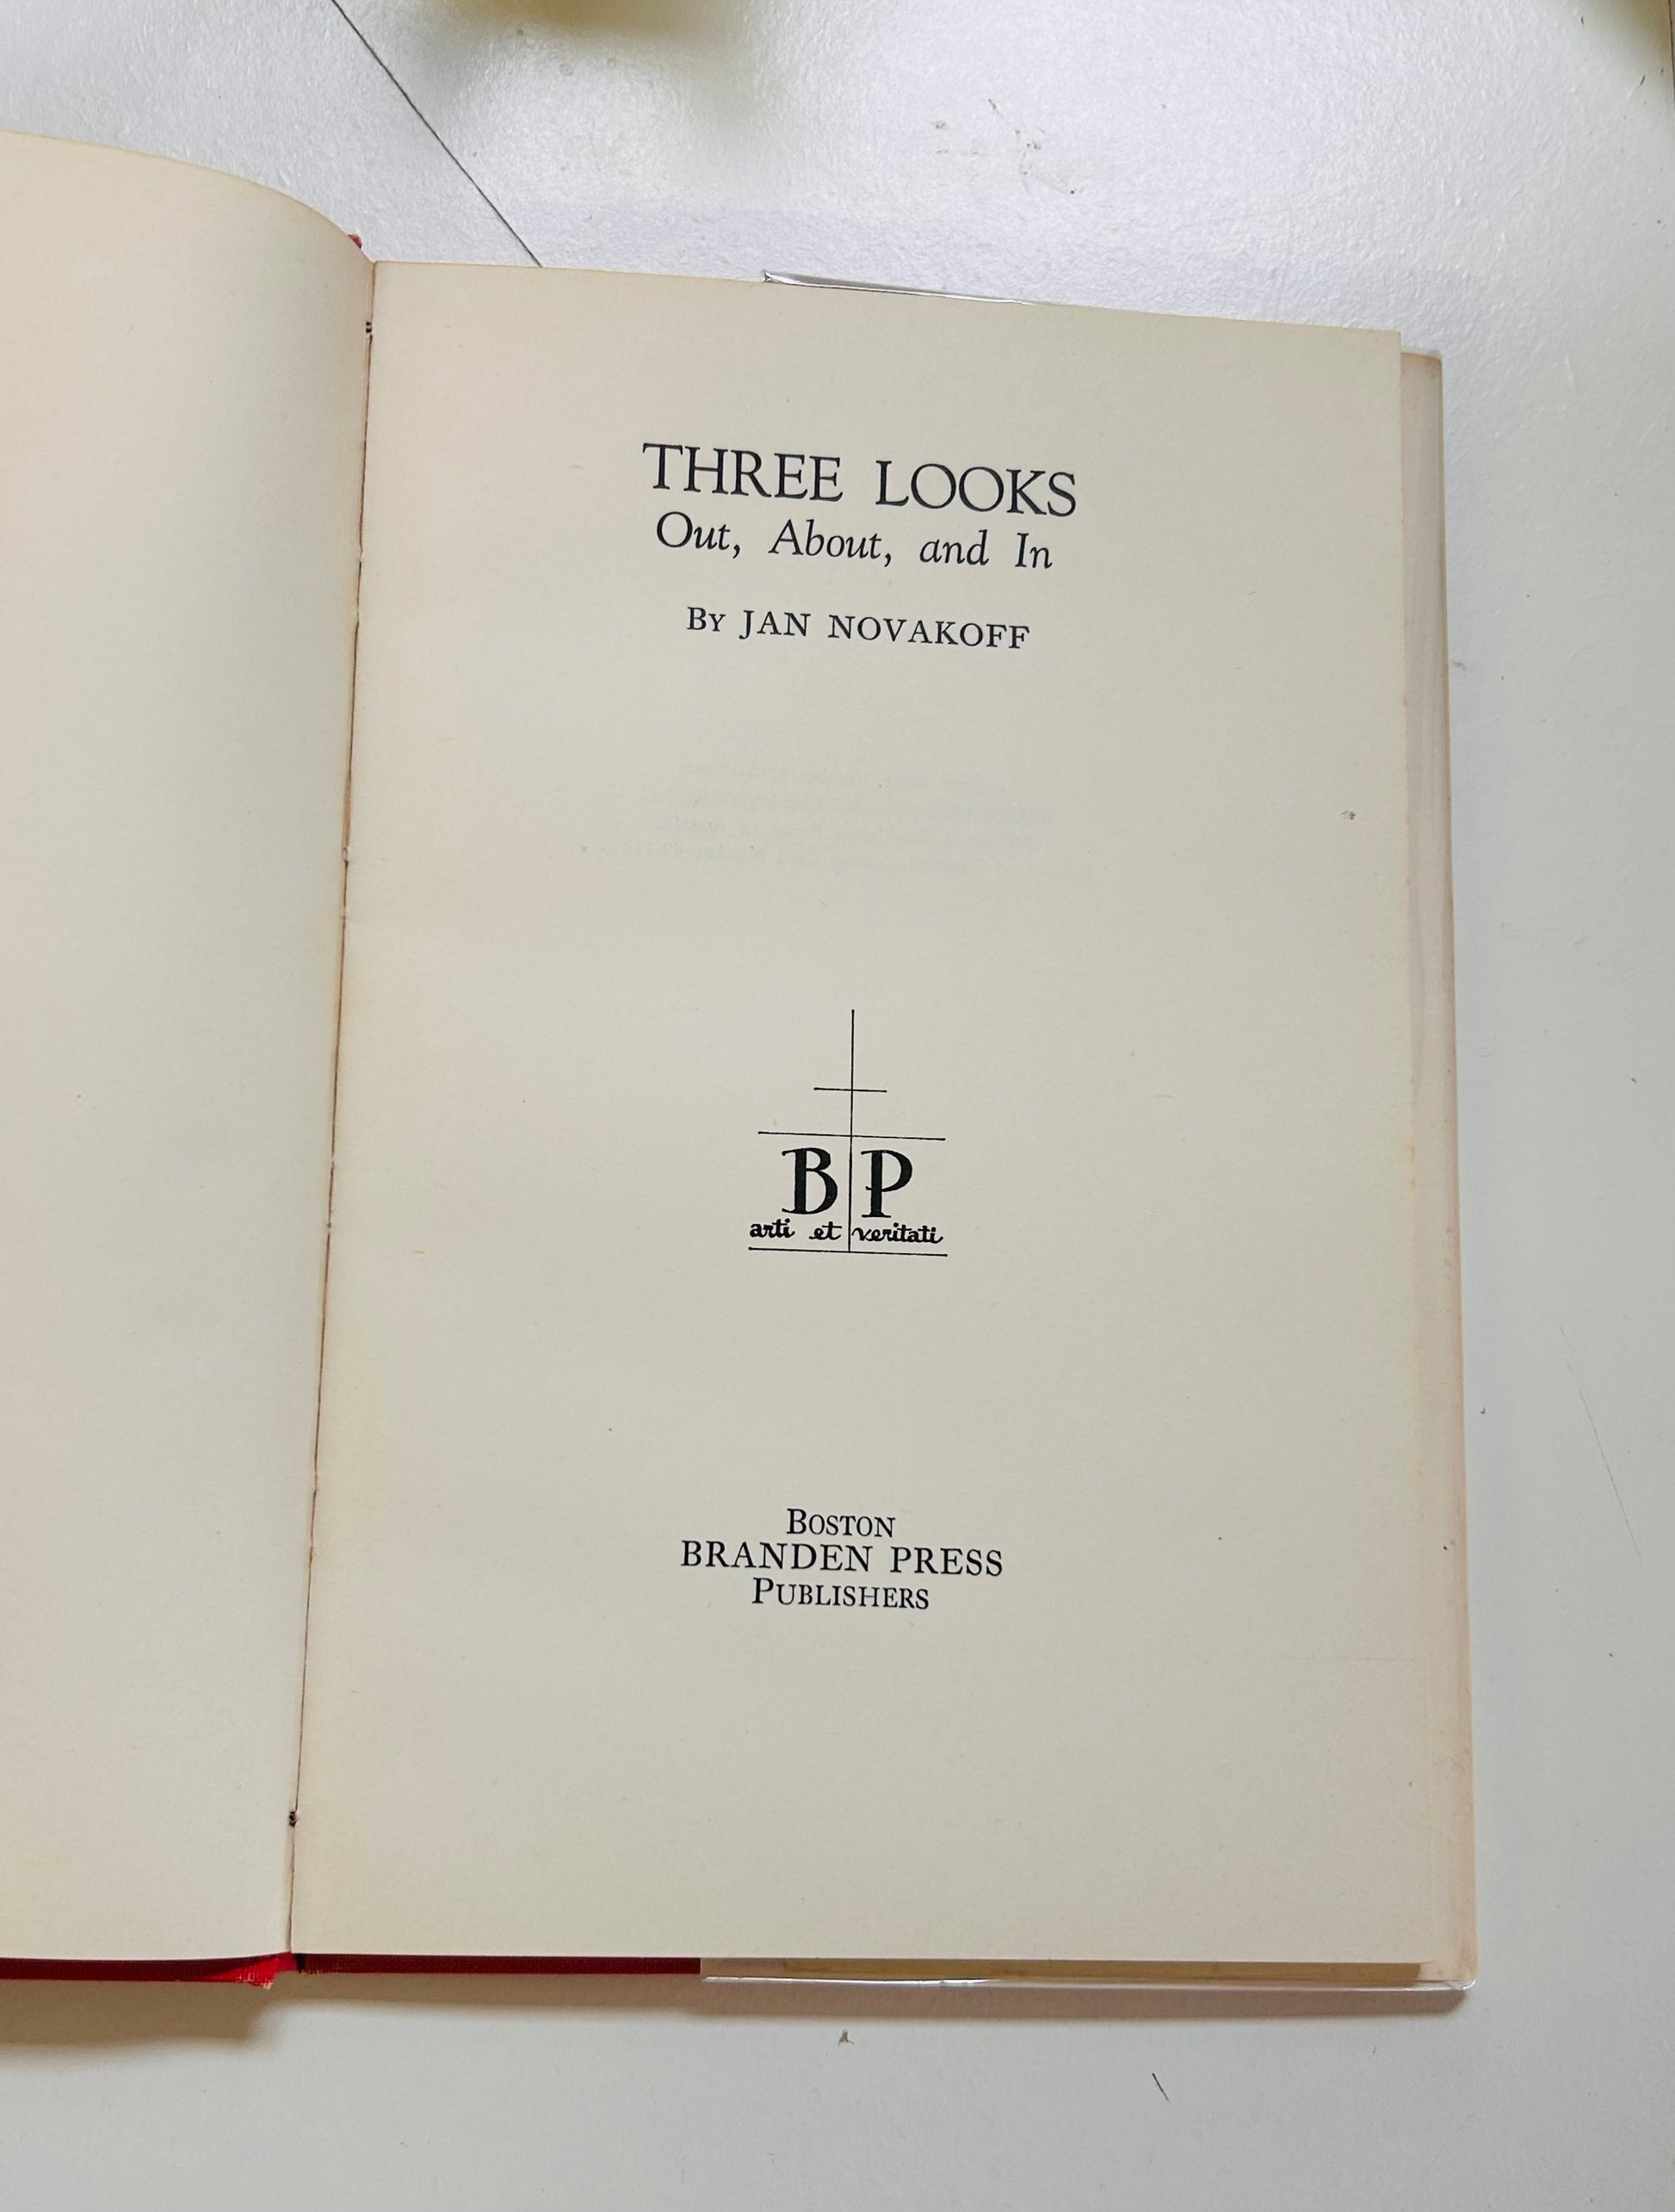 THREE LOOKS
Out, About, and In
By JAN NOVAKOFF
B P
arti et veritati
Boston
BRANDEN PRESS
Publishers